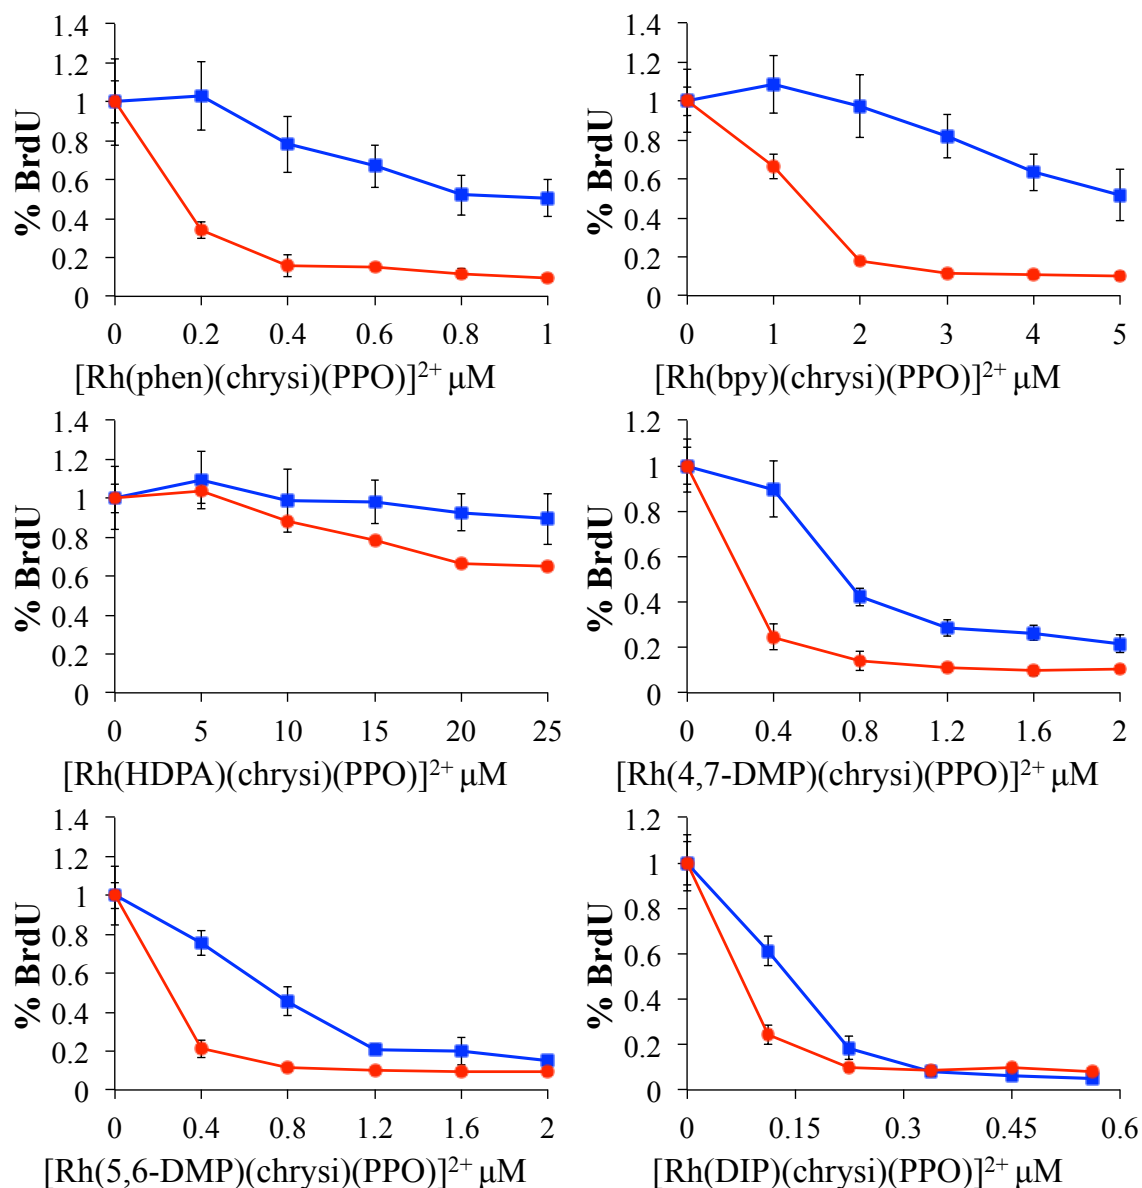 1.4
1.2
1
0.8
0.6
0.4
0.2
0
% BrdU
0 0.2 0.4 0.6 0.8 1
[Rh(phen)(chrysi)(PPO)]²⁺ μM
1.4
1.2
1
0.8
0.6
0.4
0.2
0
% BrdU
0 1 2 3 4 5
[Rh(bpy)(chrysi)(PPO)]²⁺ μM
1.4
1.2
1
0.8
0.6
0.4
0.2
0
% BrdU
0 5 10 15 20 25
[Rh(HDPA)(chrysi)(PPO)]²⁺ μM
1.2
1
0.8
0.6
0.4
0.2
0
% BrdU
0 0.4 0.8 1.2 1.6 2
[Rh(4,7-DMP)(chrysi)(PPO)]²⁺ μM
1.4
1.2
1
0.8
0.6
0.4
0.2
0
% BrdU
0 0.4 0.8 1.2 1.6 2
[Rh(5,6-DMP)(chrysi)(PPO)]²⁺ μM
1.2
1
0.8
0.6
0.4
0.2
0
% BrdU
0 0.15 0.3 0.45 0.6
[Rh(DIP)(chrysi)(PPO)]²⁺ μM